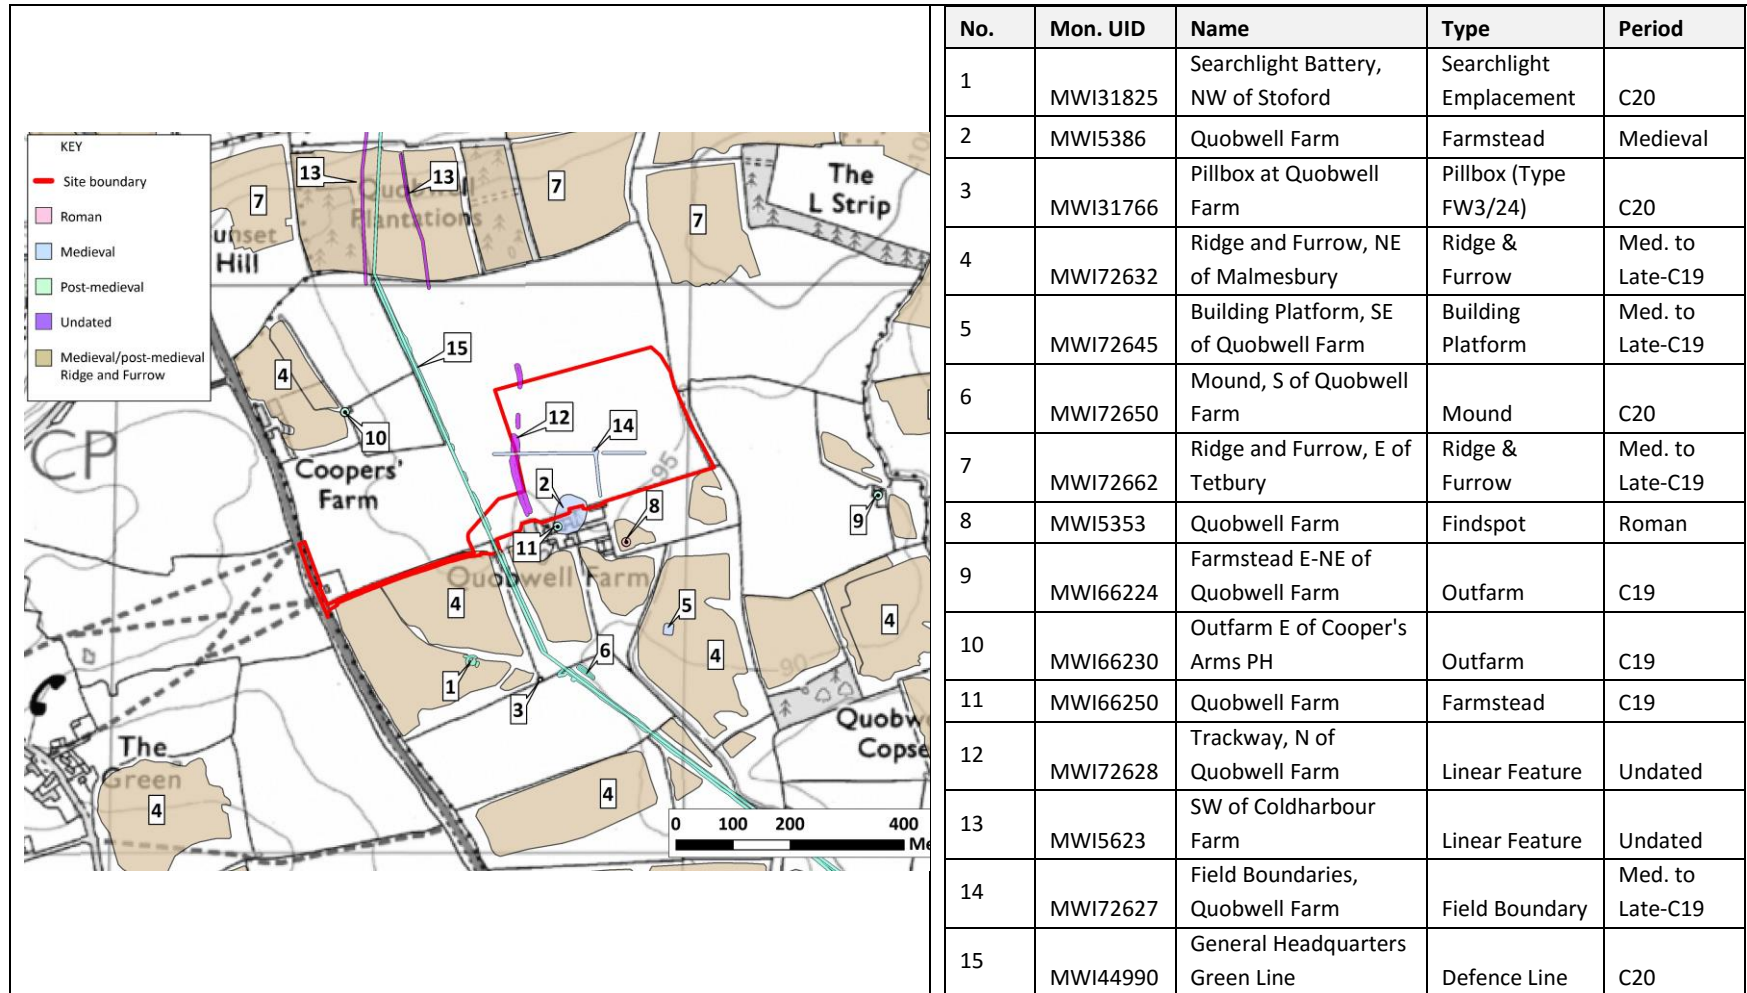 KEY
Site boundary
Roman
Medieval
Post-medieval
Undated
Medieval/post-medieval
Ridge and Furrow
13
13
7
7
7
Quobwell
Plantations
The
L Strip
unset
Hill
15
4
10
12
14
CP
Coopers'
Farm
95
2
8
9
11
Quobwell Farm
4
5
4
4
6
90
1
3
Quobw
Copse
The
Green
4
4
0 100 200 400
Me
No. Mon. UID Name Type Period
1 MWI31825 Searchlight Battery, NW of Stoford Searchlight Emplacement C20
2 MWI5386 Quobwell Farm Farmstead Medieval
3 MWI31766 Pillbox at Quobwell Farm Pillbox (Type FW3/24) C20
4 MWI72632 Ridge and Furrow, NE of Malmesbury Ridge & Furrow Med. to Late-C19
5 MWI72645 Building Platform, SE of Quobwell Farm Building Platform Med. to Late-C19
6 MWI72650 Mound, S of Quobwell Farm Mound C20
7 MWI72662 Ridge and Furrow, E of Tetbury Ridge & Furrow Med. to Late-C19
8 MWI5353 Quobwell Farm Findspot Roman
9 MWI66224 Farmstead E-NE of Quobwell Farm Outfarm C19
10 MWI66230 Outfarm E of Cooper's Arms PH Outfarm C19
11 MWI66250 Quobwell Farm Farmstead C19
12 MWI72628 Trackway, N of Quobwell Farm Linear Feature Undated
13 MWI5623 SW of Coldharbour Farm Linear Feature Undated
14 MWI72627 Field Boundaries, Quobwell Farm Field Boundary Med. to Late-C19
15 MWI44990 General Headquarters Green Line Defence Line C20